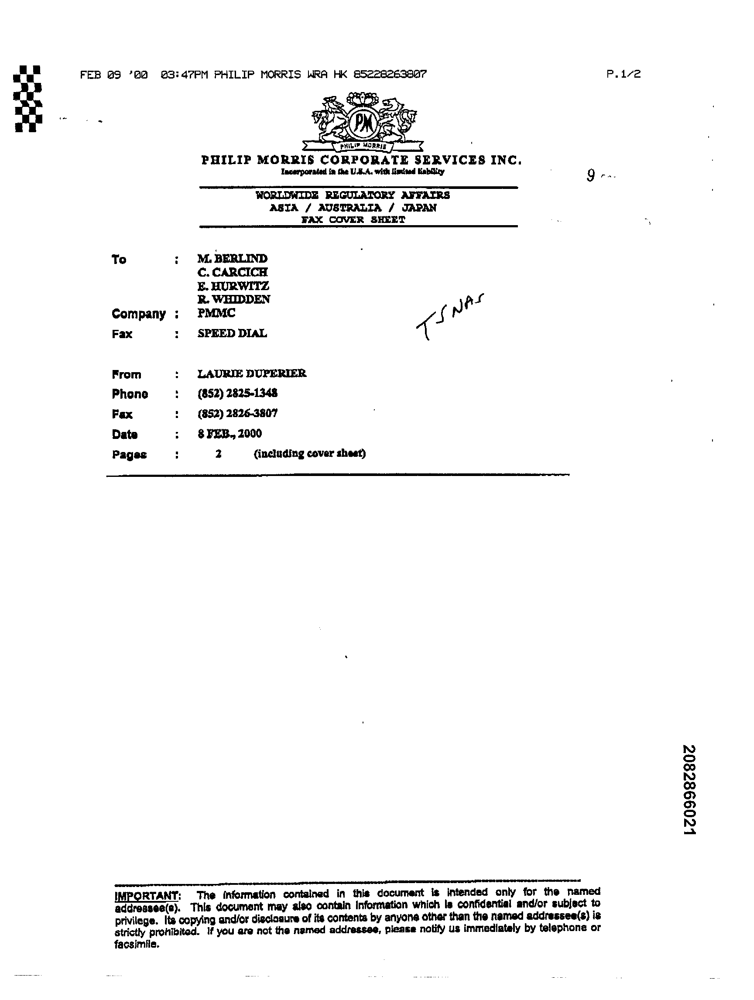 FEB 09 '00 03:47PM PHILIP MORRIS WRA HK 85228263807 P.1/2
PM
PHILIP MORRIS
PHILIP MORRIS CORPORATE SERVICES INC.
Incorporated in the U.S.A. with limited liability
9
WORLDWIDE REGULATORY AFFAIRS
ASIA / AUSTRALIA / JAPAN
FAX COVER SHEET
To : M. BERLIND
C. CARCICH
E. HURWITZ
R. WHIDDEN
Company : PMMC
TSNAS
Fax : SPEED DIAL
From : LAURIE DUPERIER
Phone : (852) 2825-1348
Fax : (852) 2826-3807
Date : 8 FEB., 2000
Pages : 2 (including cover sheet)
2082866021
IMPORTANT: The information contained in this document is intended only for the named
addressee(s). This document may also contain information which is confidential and/or subject to
privilege. Its copying and/or disclosure of its contents by anyone other than the named addressee(s) is
strictly prohibited. If you are not the named addressee, please notify us immediately by telephone or
facsimile.